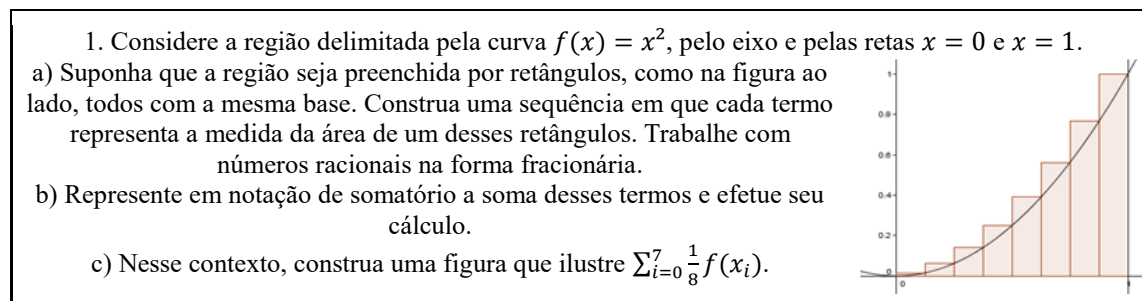 1. Considere a região delimitada pela curva f(x) = x², pelo eixo e pelas retas x = 0 e x = 1.
a) Suponha que a região seja preenchida por retângulos, como na figura ao
lado, todos com a mesma base. Construa uma sequência em que cada termo
representa a medida da área de um desses retângulos. Trabalhe com
números racionais na forma fracionária.
b) Represente em notação de somatório a soma desses termos e efetue seu
cálculo.
c) Nesse contexto, construa uma figura que ilustre ∑_{i=0}^{7} \frac{1}{8} f(x_i).
1
0.8
0.6
0.4
0.2
0
0
1